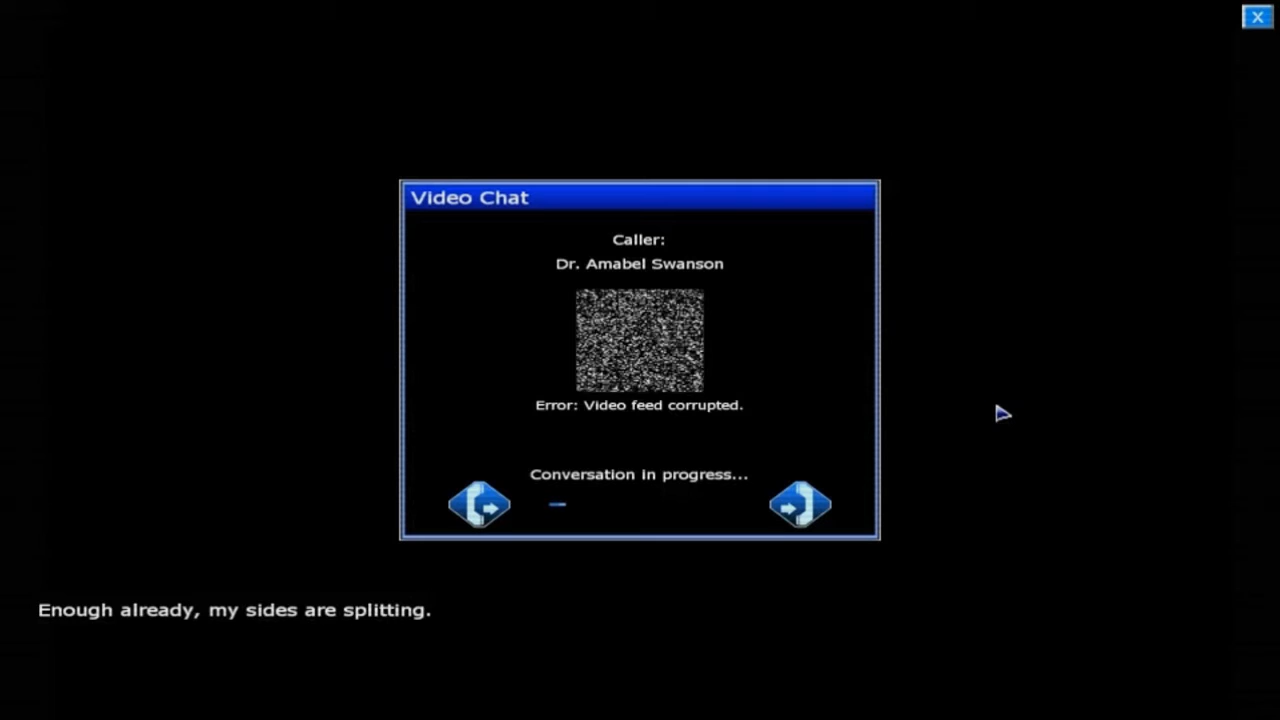 Video Chat
Caller:
Dr. Amabel Swanson
Error: Video feed corrupted.
Conversation in progress...
Enough already, my sides are splitting.